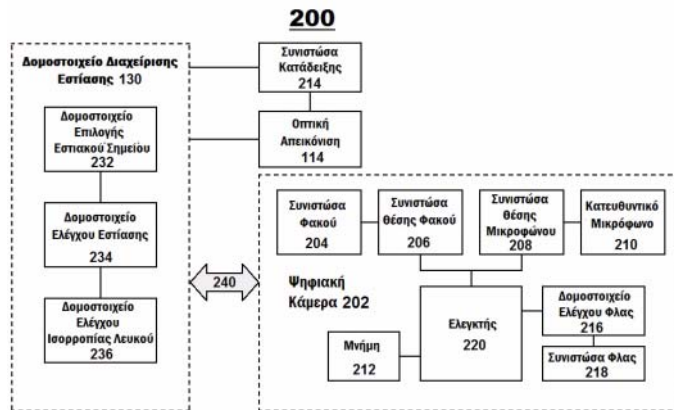 200
Δομοστοιχείο Διαχείρισης
Εστίασης 130
Δομοστοιχείο
Επιλογής
Εστιακού Σημείου
232
Δομοστοιχείο
Ελέγχου Εστίασης
234
Δομοστοιχείο
Ελέγχου
Ισορροπίας Λευκού
236
Συνιστώσα
Κατάδειξης
214
Οπτική
Απεικόνιση
114
240
Συνιστώσα
Φακού
204
Συνιστώσα
Θέσης Φακού
206
Συνιστώσα
Θέσης
Μικροφώνου
208
Κατευθυντικό
Μικρόφωνο
210
Ψηφιακή
Κάμερα 202
Ελεγκτής
220
Μνήμη
212
Δομοστοιχείο
Ελέγχου Φλας
216
Συνιστώσα Φλας
218